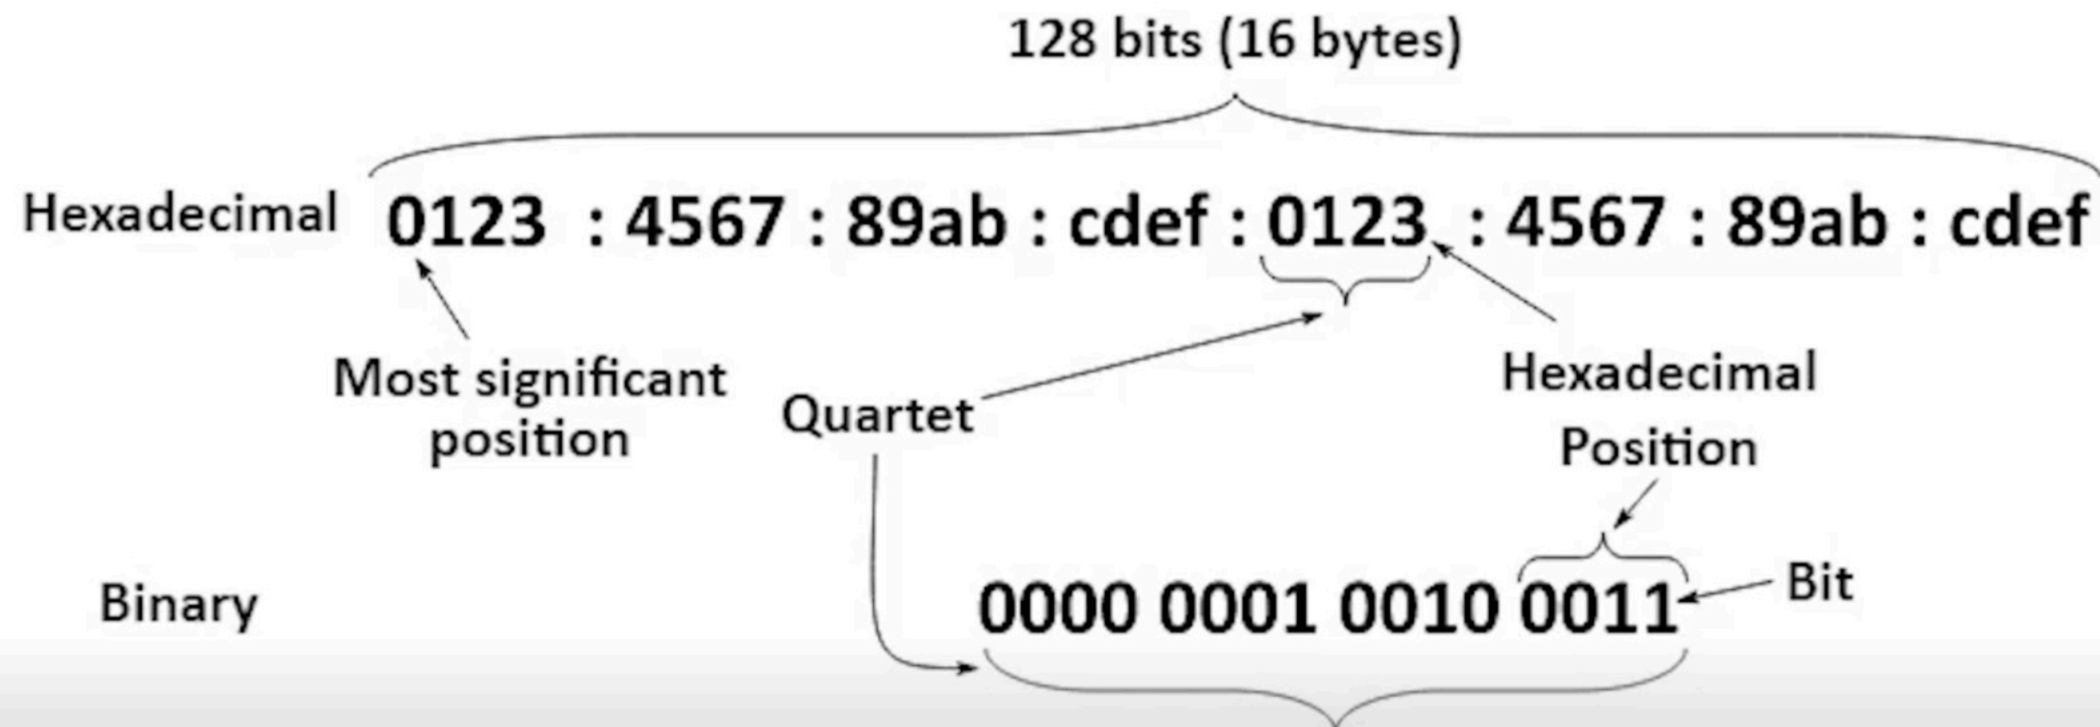 128 bits (16 bytes)
Hexadecimal 0123 : 4567 : 89ab : cdef : 0123 : 4567 : 89ab : cdef
Most significant
position
Quartet
Hexadecimal
Position
Binary 0000 0001 0010 0011 Bit